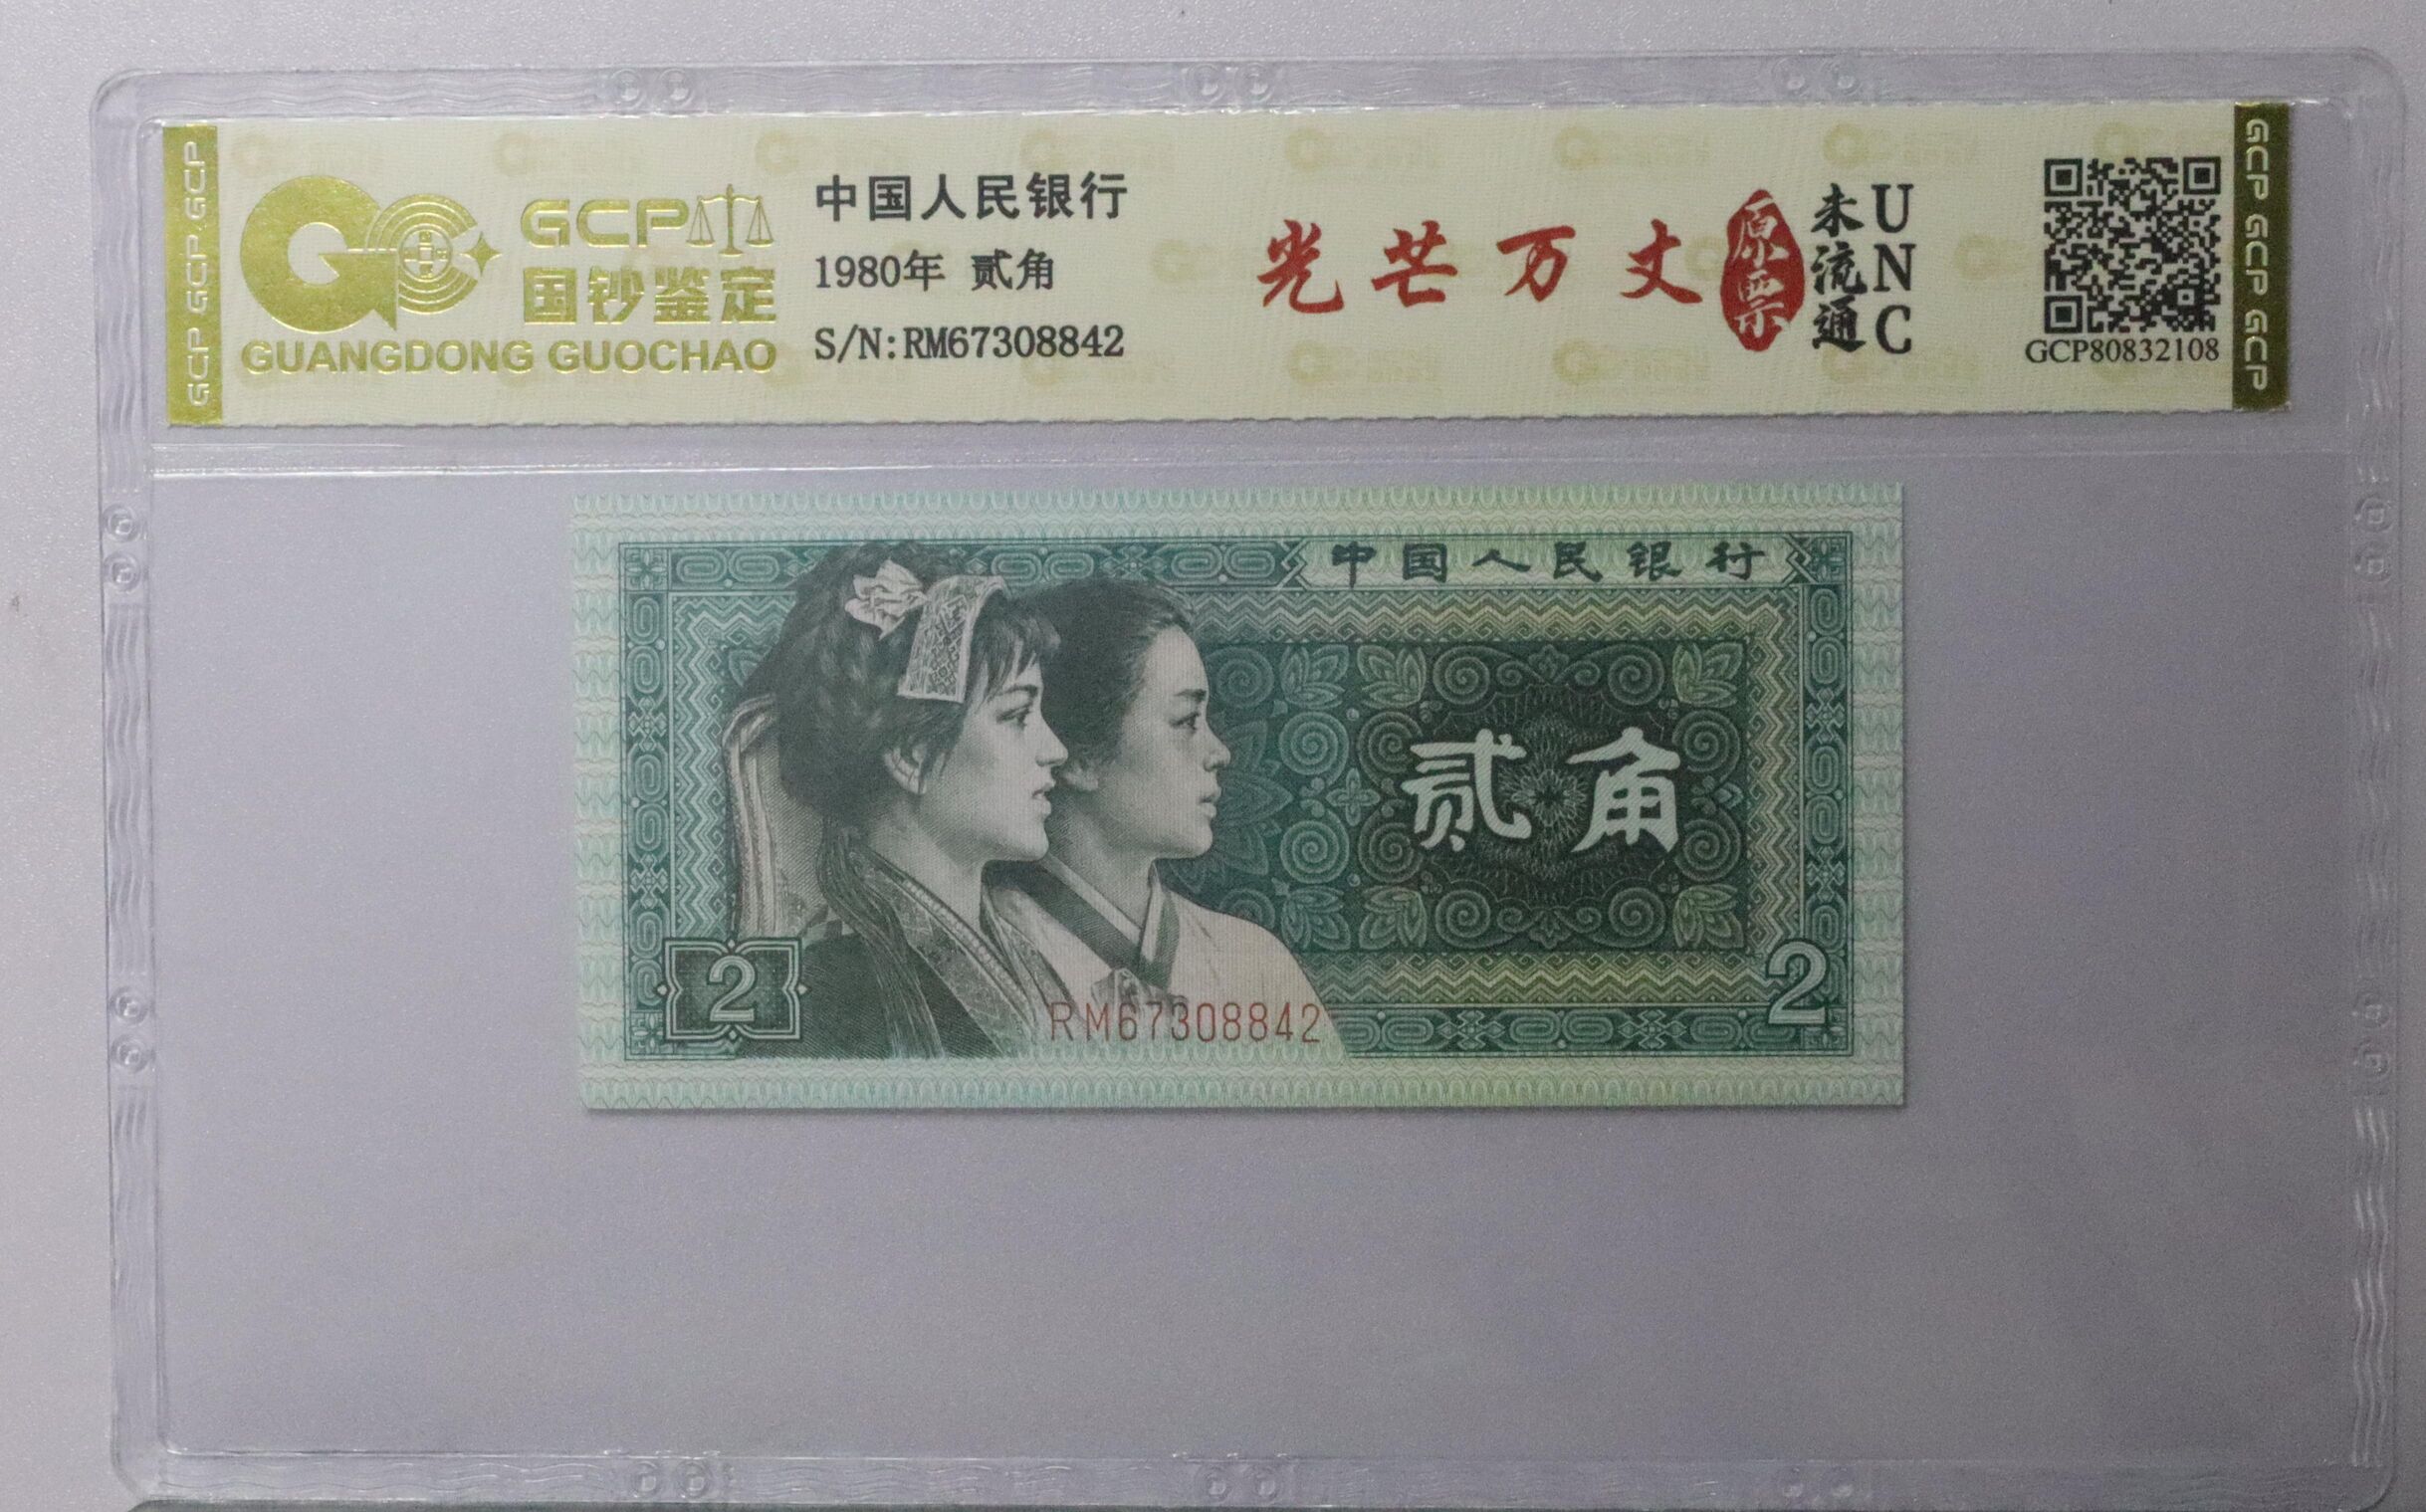 GCP GCP GCP
GCP
国钞鉴定
GUANGDONG GUOCHAO
中国人民银行
1980年 贰角
S/N:RM67308842
光芒万丈
原票
未流通
UNC
GCP80832108
GCP GCP GCP
中国人民银行
贰角
2
RM67308842
2